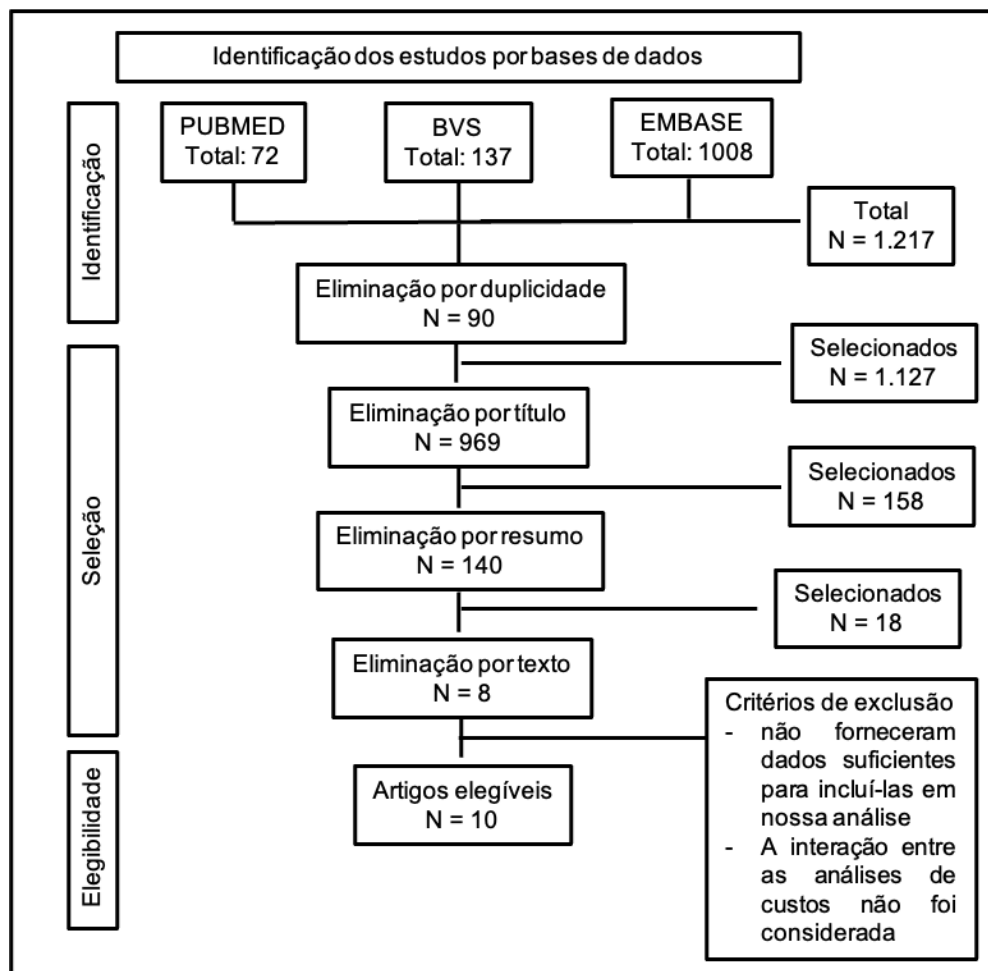 Identificação dos estudos por bases de dados
Identificação
PUBMED
Total: 72
BVS
Total: 137
EMBASE
Total: 1008
Total
N = 1.217
Eliminação por duplicidade
N = 90
Seleção
Selecionados
N = 1.127
Eliminação por título
N = 969
Selecionados
N = 158
Eliminação por resumo
N = 140
Selecionados
N = 18
Eliminação por texto
N = 8
Critérios de exclusão
- não forneceram
dados suficientes
para incluí-las em
nossa análise
- A interação entre
as análises de
custos não foi
considerada
Elegibilidade
Artigos elegíveis
N = 10